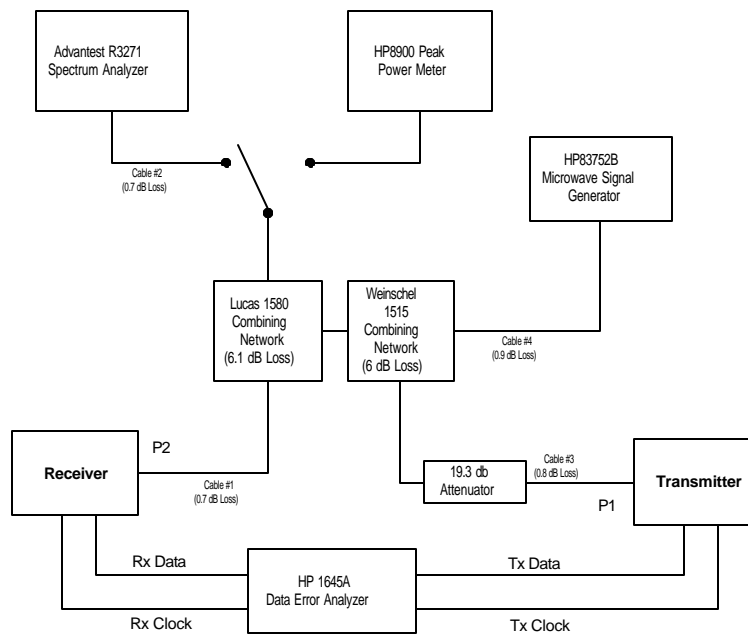 Advantest R3271
Spectrum Analyzer
HP8900 Peak
Power Meter
HP83752B
Microwave Signal
Generator
Cable #2
(0.7 dB Loss)
Lucas 1580
Combining
Network
(6.1 dB Loss)
Weinschel
1515
Combining
Network
(6 dB Loss)
Cable #4
(0.9 dB Loss)
Receiver
P2
Cable #1
(0.7 dB Loss)
19.3 db
Attenuator
Cable #3
(0.8 dB Loss)
P1
Transmitter
Rx Data
HP 1645A
Data Error Analyzer
Tx Data
Rx Clock
Tx Clock